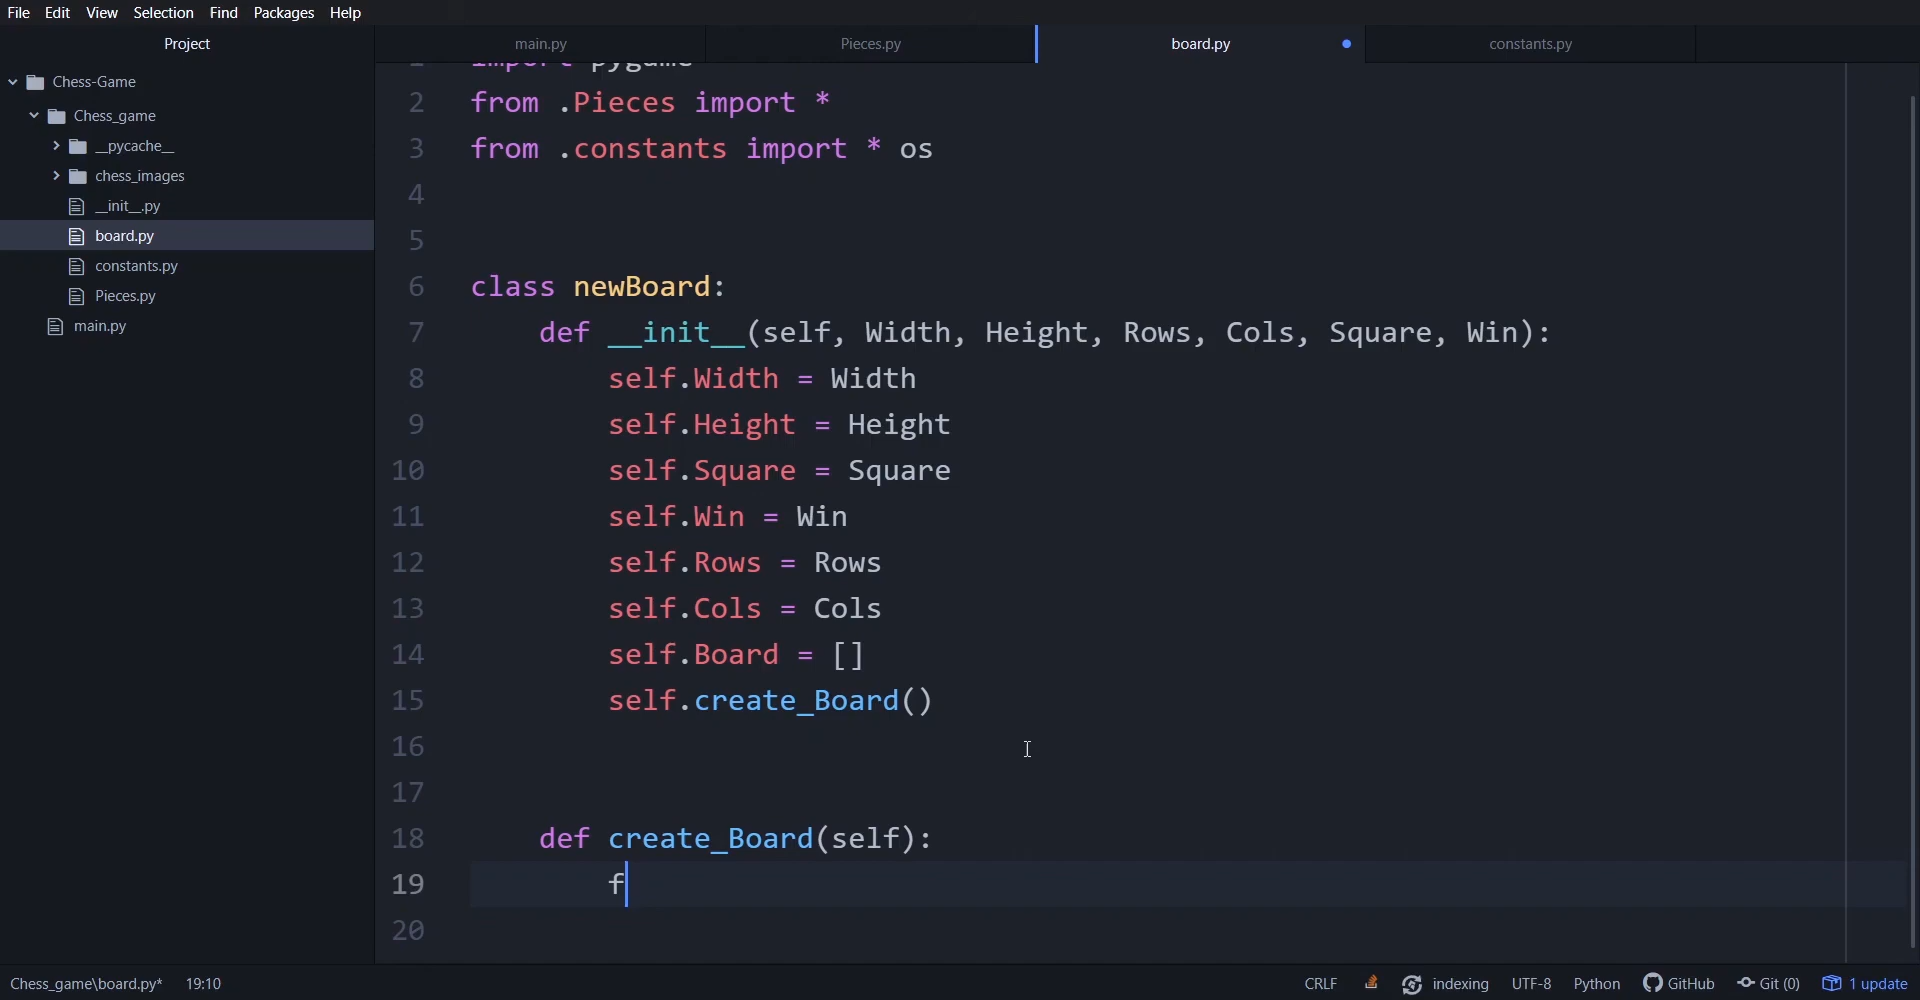 File Edit View Selection Find Packages Help
Project
main.py Pieces.py board.py constants.py
Chess-Game
Chess_game
__pycache__
chess_images
__init__.py
board.py
constants.py
Pieces.py
main.py
1 import pygame
2 from .Pieces import *
3 from .constants import * os
4
5
6 class newBoard:
7 def __init__(self, Width, Height, Rows, Cols, Square, Win):
8 self.Width = Width
9 self.Height = Height
10 self.Square = Square
11 self.Win = Win
12 self.Rows = Rows
13 self.Cols = Cols
14 self.Board = []
15 self.create_Board()
16
17
18 def create_Board(self):
19 f
20
Chess_game\board.py* 19:10 CRLF indexing UTF-8 Python GitHub Git (0) 1 update